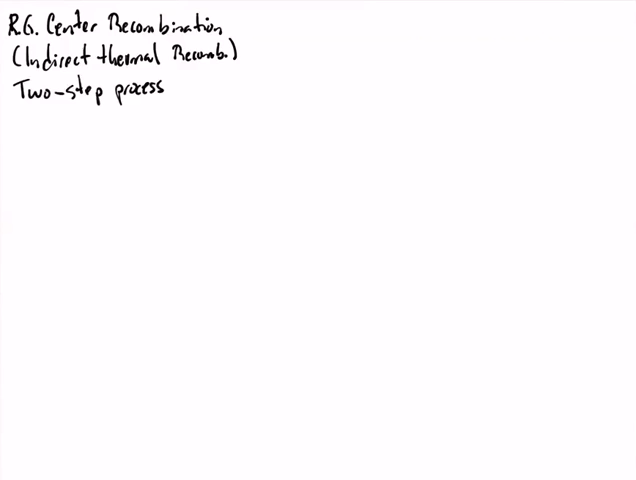 R.G. Center Recombination
(Indirect thermal Recomb.)
Two-step process